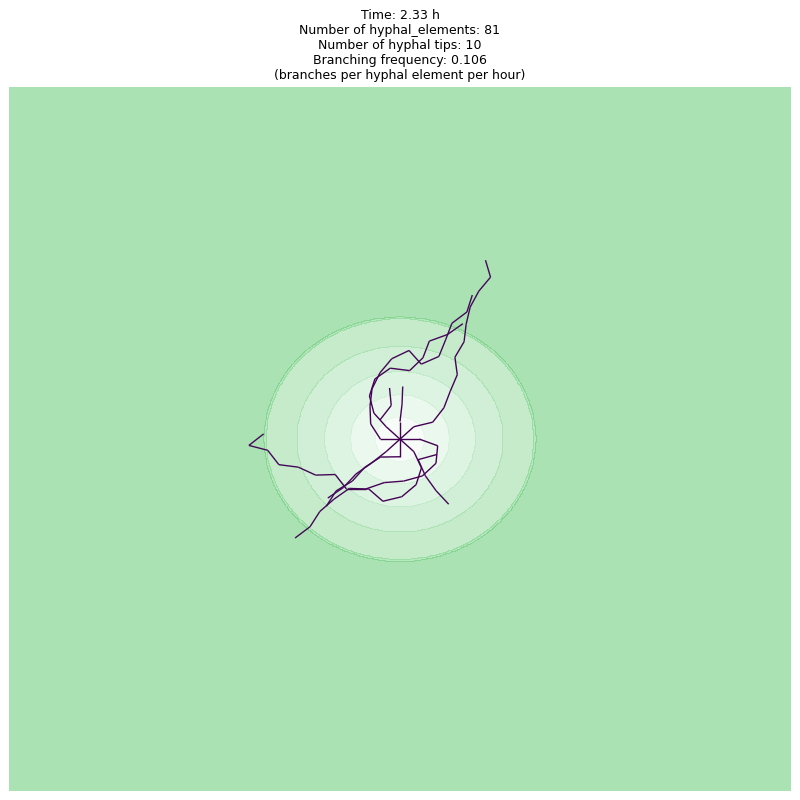 Time: 2.33 h
Number of hyphal_elements: 81
Number of hyphal tips: 10
Branching frequency: 0.106
(branches per hyphal element per hour)